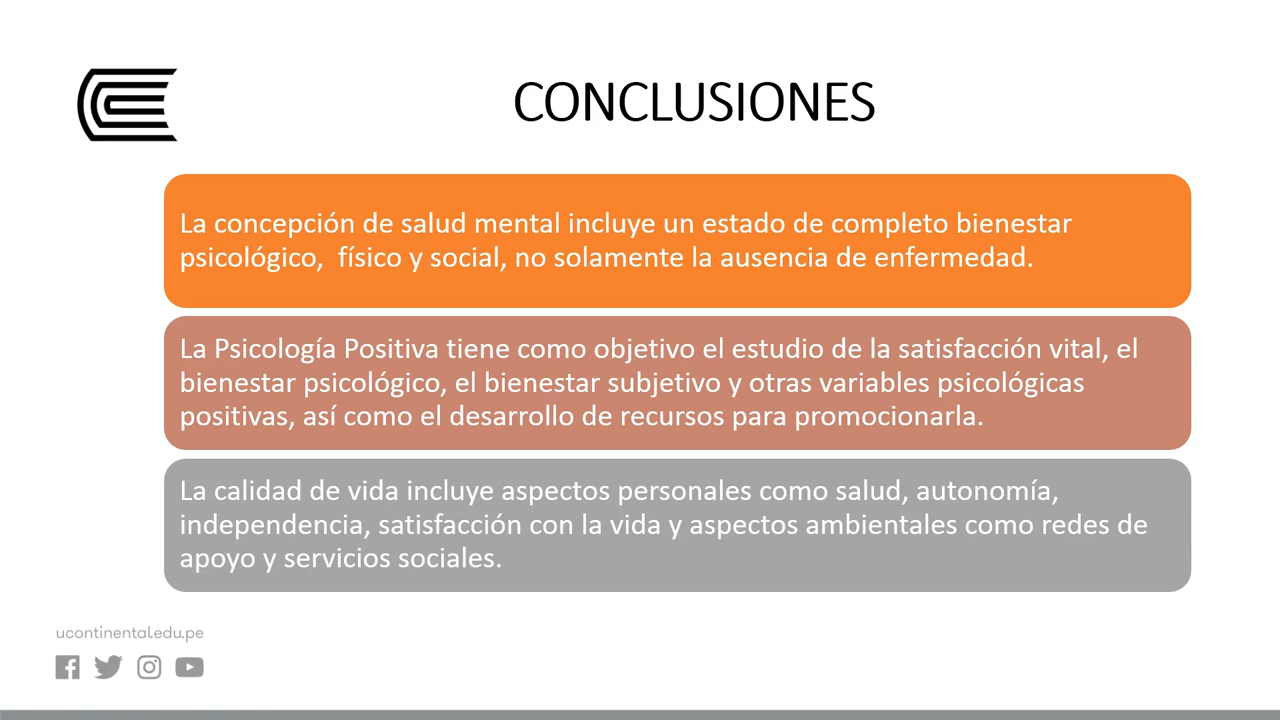 CONCLUSIONES
La concepción de salud mental incluye un estado de completo bienestar
psicológico,  físico y social, no solamente la ausencia de enfermedad.
La Psicología Positiva tiene como objetivo el estudio de la satisfacción vital, el
bienestar psicológico, el bienestar subjetivo y otras variables psicológicas
positivas, así como el desarrollo de recursos para promocionarla.
La calidad de vida incluye aspectos personales como salud, autonomía,
independencia, satisfacción con la vida y aspectos ambientales como redes de
apoyo y servicios sociales.
ucontinental.edu.pe